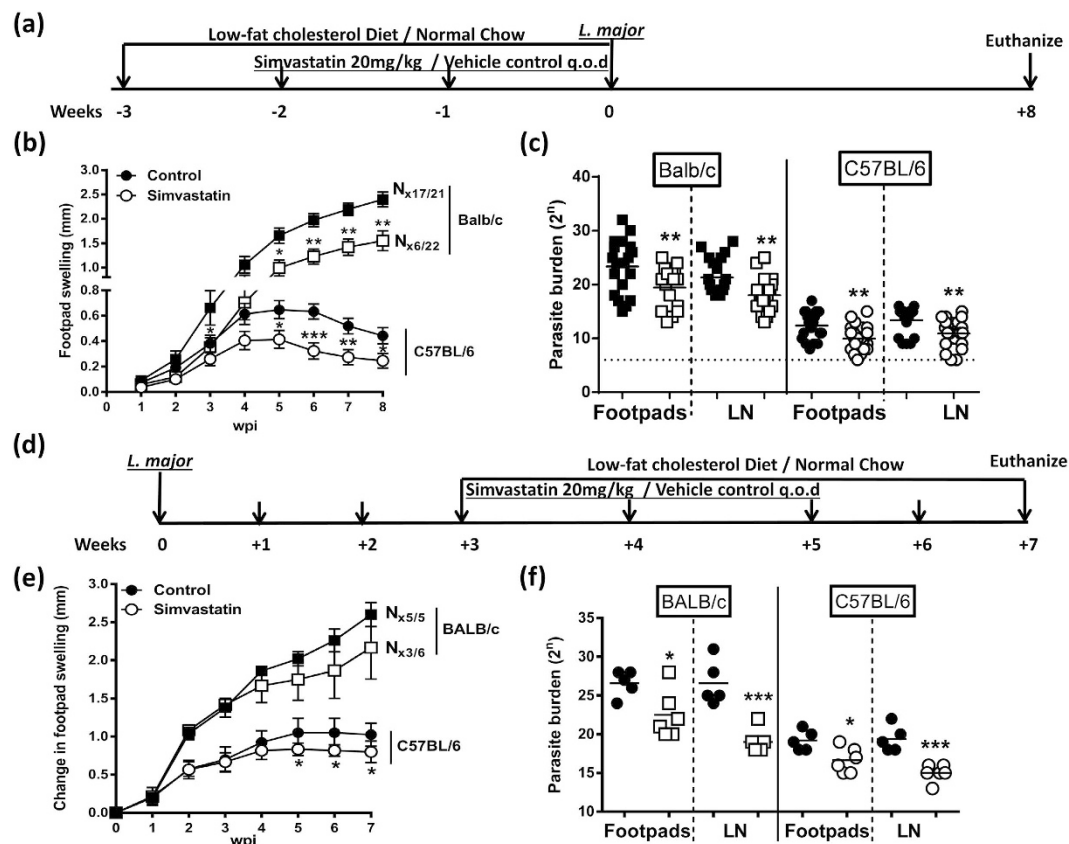 (a)
L. major
Low-fat cholesterol Diet / Normal Chow
Euthanize
Simvastatin 20mg/kg / Vehicle control q.o.d
Weeks -3 -2 -1 0 +8
(b)
Control
Simvastatin
Nx17/21
Nx6/22
Balb/c
C57BL/6
Footpad swelling (mm)
3.0
2.5
2.0
1.5
1.0
0.8
0.6
0.4
0.2
0.0
* ** ** **
* * *** ** *
1 2 3 4 5 6 7 8
wpi
(c)
Balb/c C57BL/6
Parasite burden (2ⁿ)
40
30
20
10
0
** ** ** **
Footpads LN Footpads LN
(d)
L. major
Low-fat cholesterol Diet / Normal Chow
Euthanize
Simvastatin 20mg/kg / Vehicle control q.o.d
Weeks 0 +1 +2 +3 +4 +5 +6 +7
(e)
Control
Simvastatin
Nx5/5
Nx3/6
BALB/c
C57BL/6
Change in footpad swelling (mm)
3.0
2.5
2.0
1.5
1.0
0.5
0.0
* * *
0 1 2 3 4 5 6 7
wpi
(f)
BALB/c C57BL/6
Parasite burden (2ⁿ)
35
30
25
20
15
10
* *** * ***
Footpads LN Footpads LN